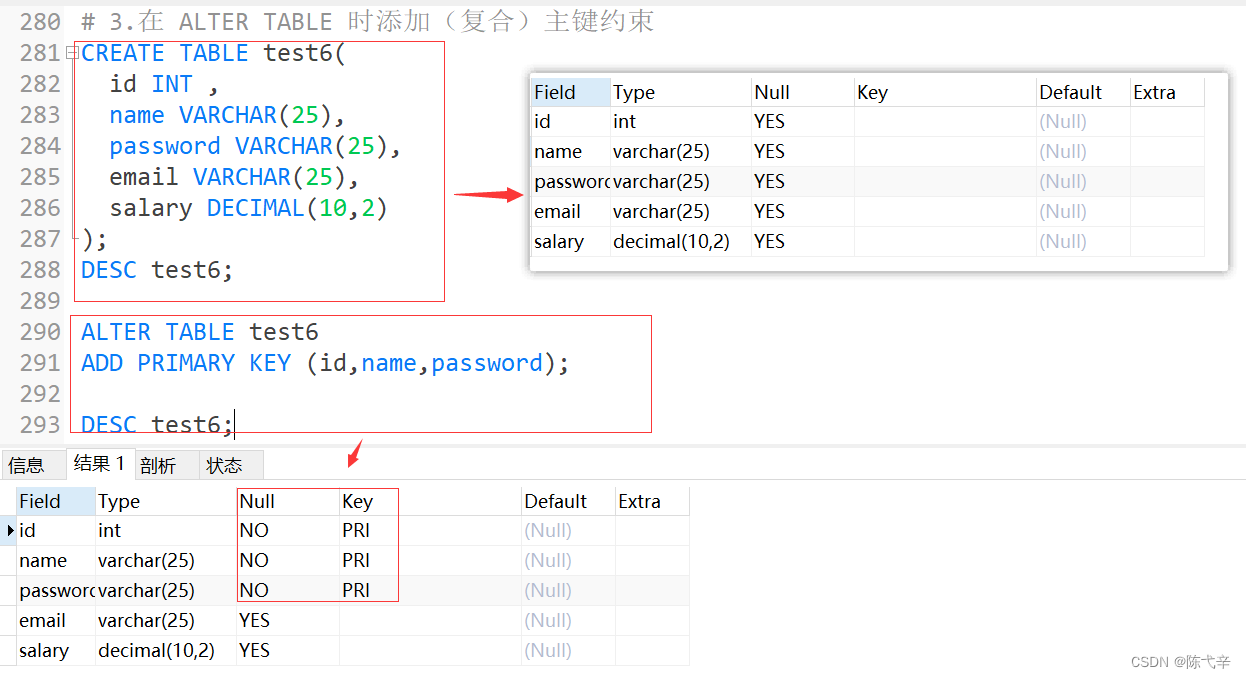 280 # 3.在 ALTER TABLE 时添加（复合）主键约束
281 CREATE TABLE test6(
282 id INT ,
283 name VARCHAR(25),
284 password VARCHAR(25),
285 email VARCHAR(25),
286 salary DECIMAL(10,2)
287 );
288 DESC test6;
289
290 ALTER TABLE test6
291 ADD PRIMARY KEY (id,name,password);
292
293 DESC test6;
Field Type Null Key Default Extra
id int YES (Null)
name varchar(25) YES (Null)
password varchar(25) YES (Null)
email varchar(25) YES (Null)
salary decimal(10,2) YES (Null)
信息 结果 1 剖析 状态
Field Type Null Key Default Extra
id int NO PRI (Null)
name varchar(25) NO PRI (Null)
password varchar(25) NO PRI (Null)
email varchar(25) YES (Null)
salary decimal(10,2) YES (Null)
CSDN @陈弋辛